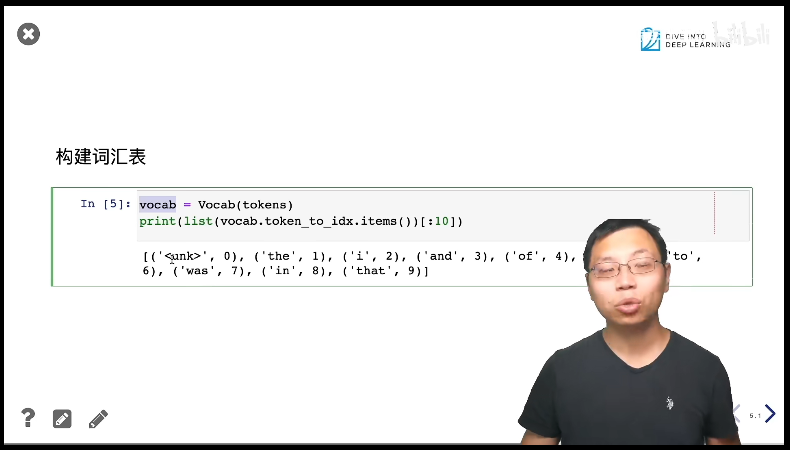 bilibili
DIVE INTO
DEEP LEARNING
构建词汇表
In [5]: vocab = Vocab(tokens)
print(list(vocab.token_to_idx.items())[:10])
[('<unk>', 0), ('the', 1), ('i', 2), ('and', 3), ('of', 4), 'to',
6), ('was', 7), ('in', 8), ('that', 9)]
?
5.1